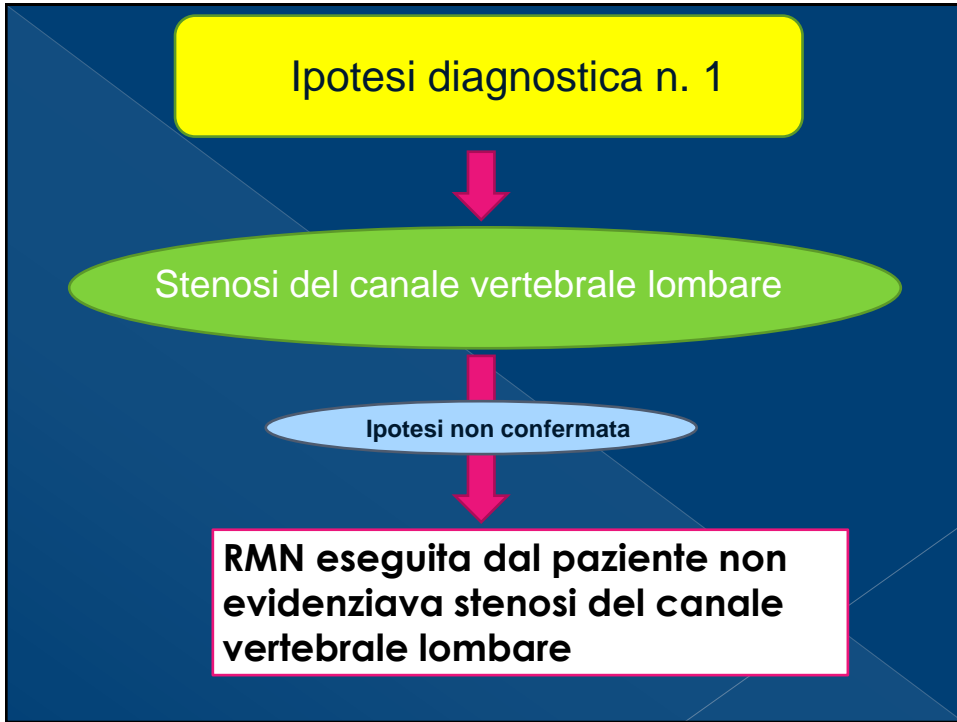 Ipotesi diagnostica n. 1
Stenosi del canale vertebrale lombare
Ipotesi non confermata
RMN eseguita dal paziente non
evidenziava stenosi del canale
vertebrale lombare